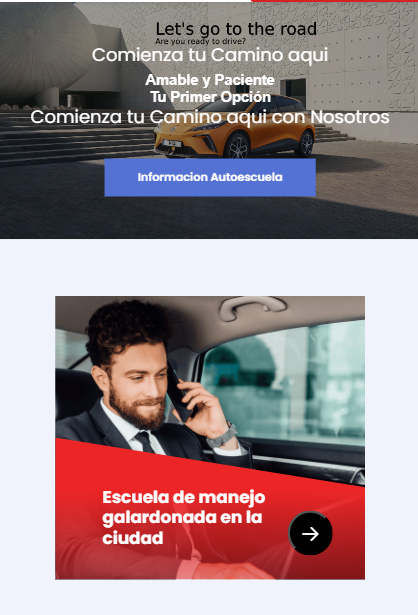 Let's go to the road
Are you ready to drive?
Comienza tu Camino aqui
Amable y Paciente
Tu Primer Opción
Comienza tu Camino aqui con Nosotros
Informacion Autoescuela
Escuela de manejo
galardonada en la
ciudad